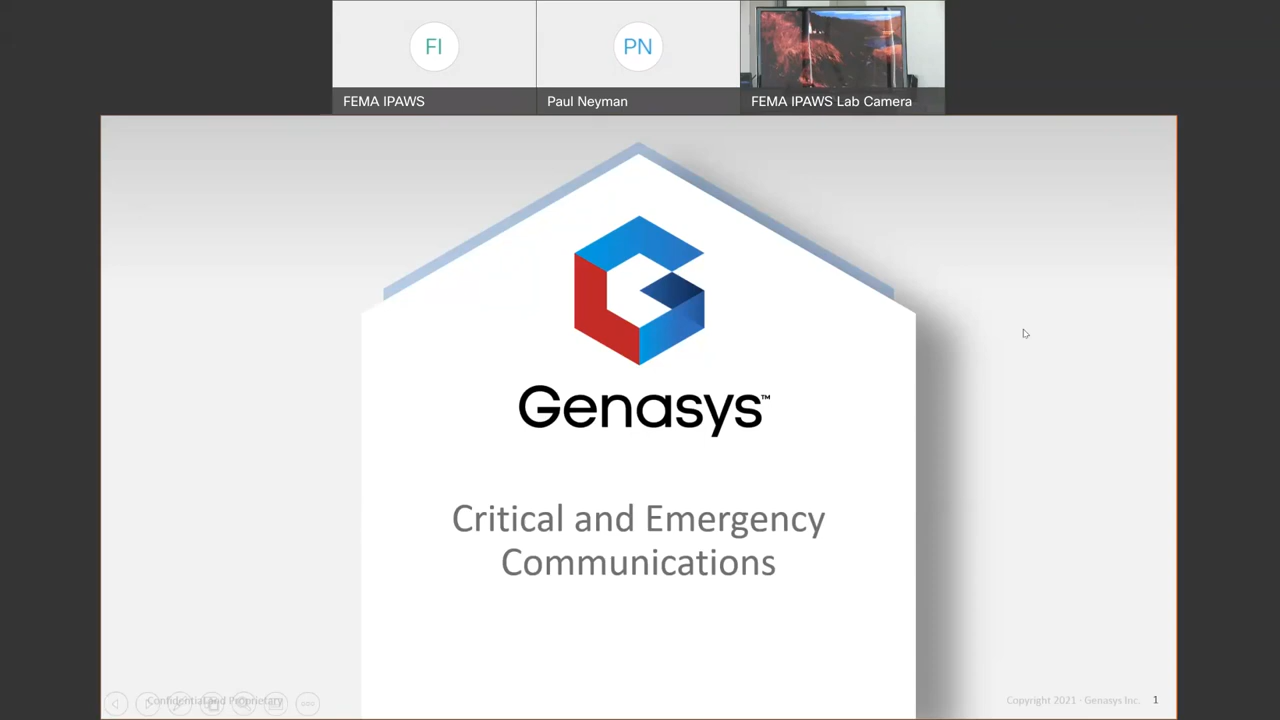 FI
PN
FEMA IPAWS
Paul Neyman
FEMA IPAWS Lab Camera
Genasys™
Critical and Emergency
Communications
Confidential and Proprietary
Copyright 2021 · Genasys Inc.
1